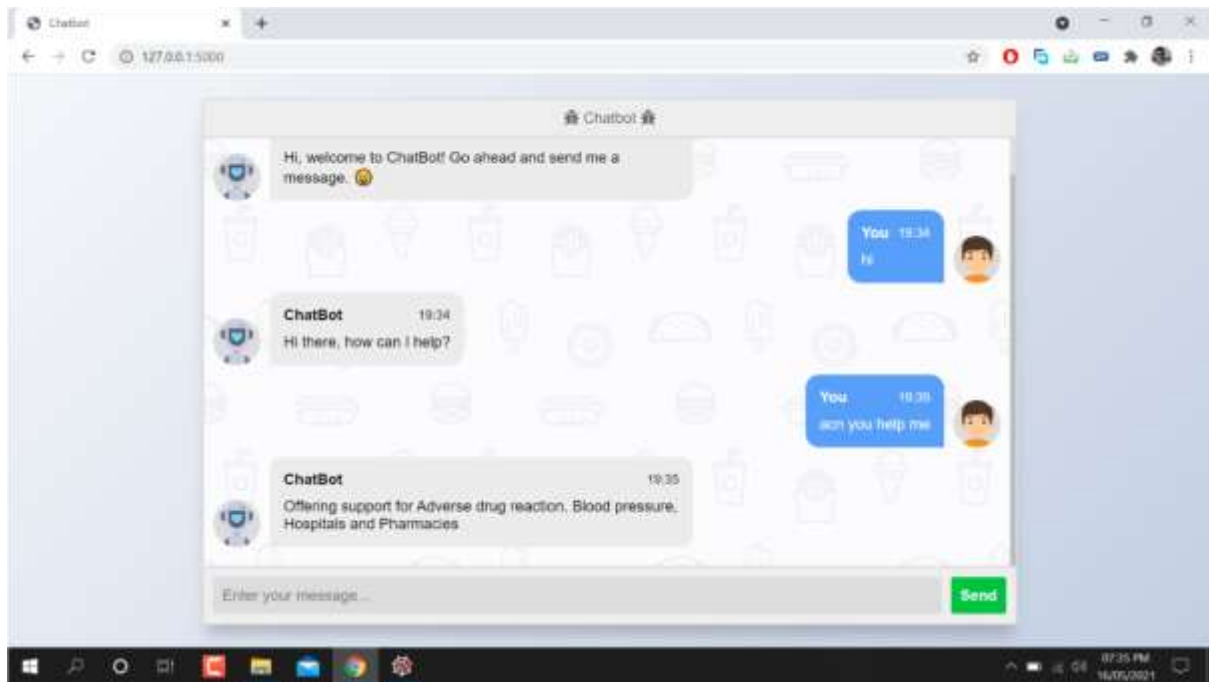 Chatbot
127.0.0.1:5000
Chatbot
Hi, welcome to ChatBot! Go ahead and send me a
message.
You 19:34
hi
ChatBot 19:34
Hi there, how can I help?
You 19:35
acn you help me
ChatBot 19:35
Offering support for Adverse drug reaction, Blood pressure,
Hospitals and Pharmacies
Enter your message...
Send
07:35 PM
16/05/2021